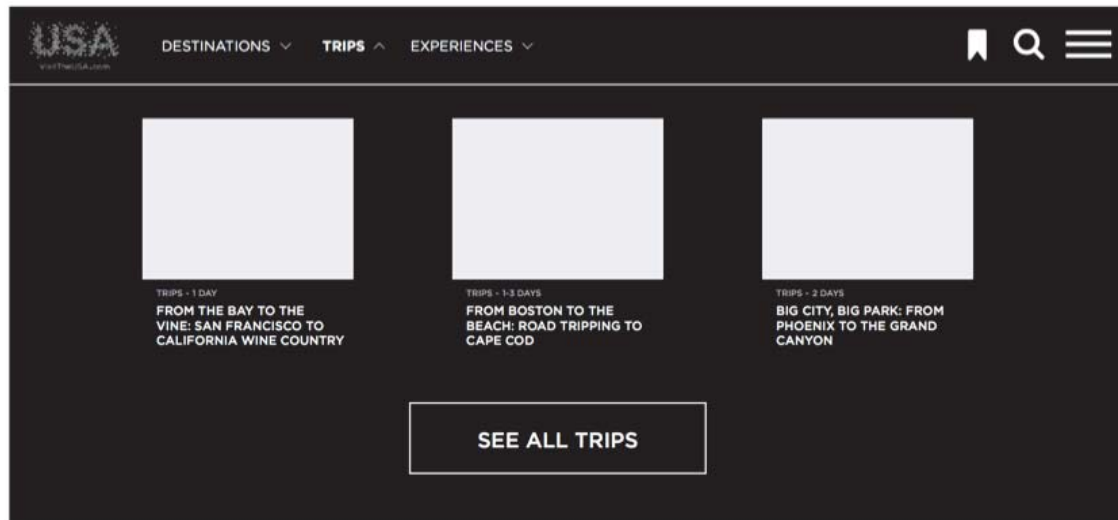 USA
VisitTheUSA.com
DESTINATIONS
TRIPS
EXPERIENCES
TRIPS - 1 DAY
FROM THE BAY TO THE
VINE: SAN FRANCISCO TO
CALIFORNIA WINE COUNTRY
TRIPS - 1-3 DAYS
FROM BOSTON TO THE
BEACH: ROAD TRIPPING TO
CAPE COD
TRIPS - 2 DAYS
BIG CITY, BIG PARK: FROM
PHOENIX TO THE GRAND
CANYON
SEE ALL TRIPS